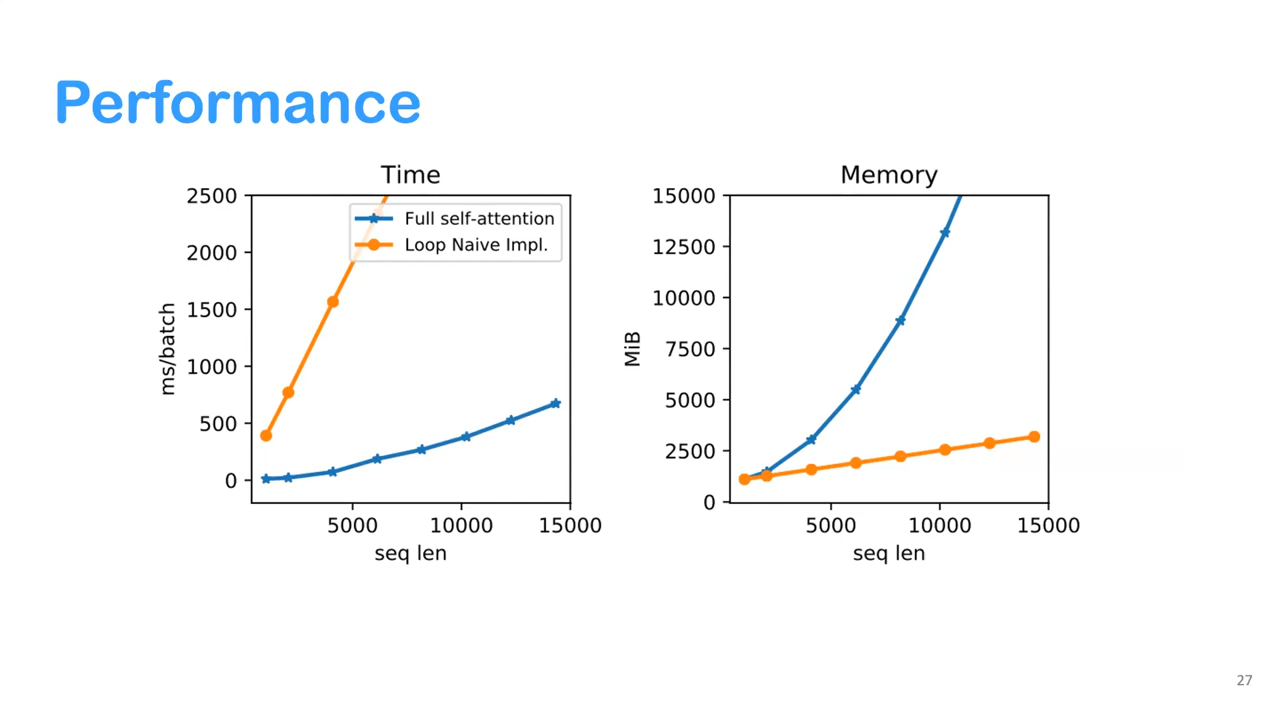 Performance
Time
2500
2000
1500
1000
500
0
ms/batch
5000
10000
15000
seq len
Full self-attention
Loop Naive Impl.
Memory
15000
12500
10000
7500
5000
2500
0
MiB
5000
10000
15000
seq len
27